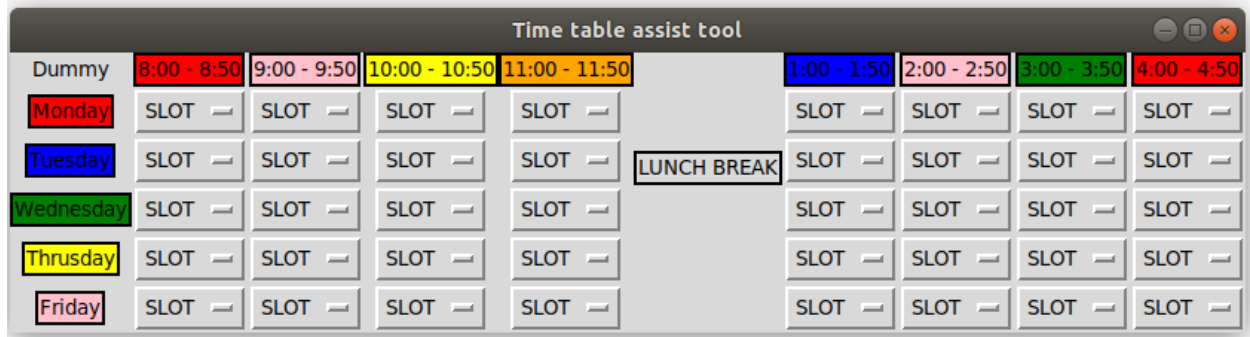 Time table assist tool
Dummy 8:00 - 8:50 9:00 - 9:50 10:00 - 10:50 11:00 - 11:50 1:00 - 1:50 2:00 - 2:50 3:00 - 3:50 4:00 - 4:50
Monday SLOT SLOT SLOT SLOT SLOT SLOT SLOT SLOT
Tuesday SLOT SLOT SLOT SLOT LUNCH BREAK SLOT SLOT SLOT SLOT
Wednesday SLOT SLOT SLOT SLOT SLOT SLOT SLOT SLOT
Thrusday SLOT SLOT SLOT SLOT SLOT SLOT SLOT SLOT
Friday SLOT SLOT SLOT SLOT SLOT SLOT SLOT SLOT